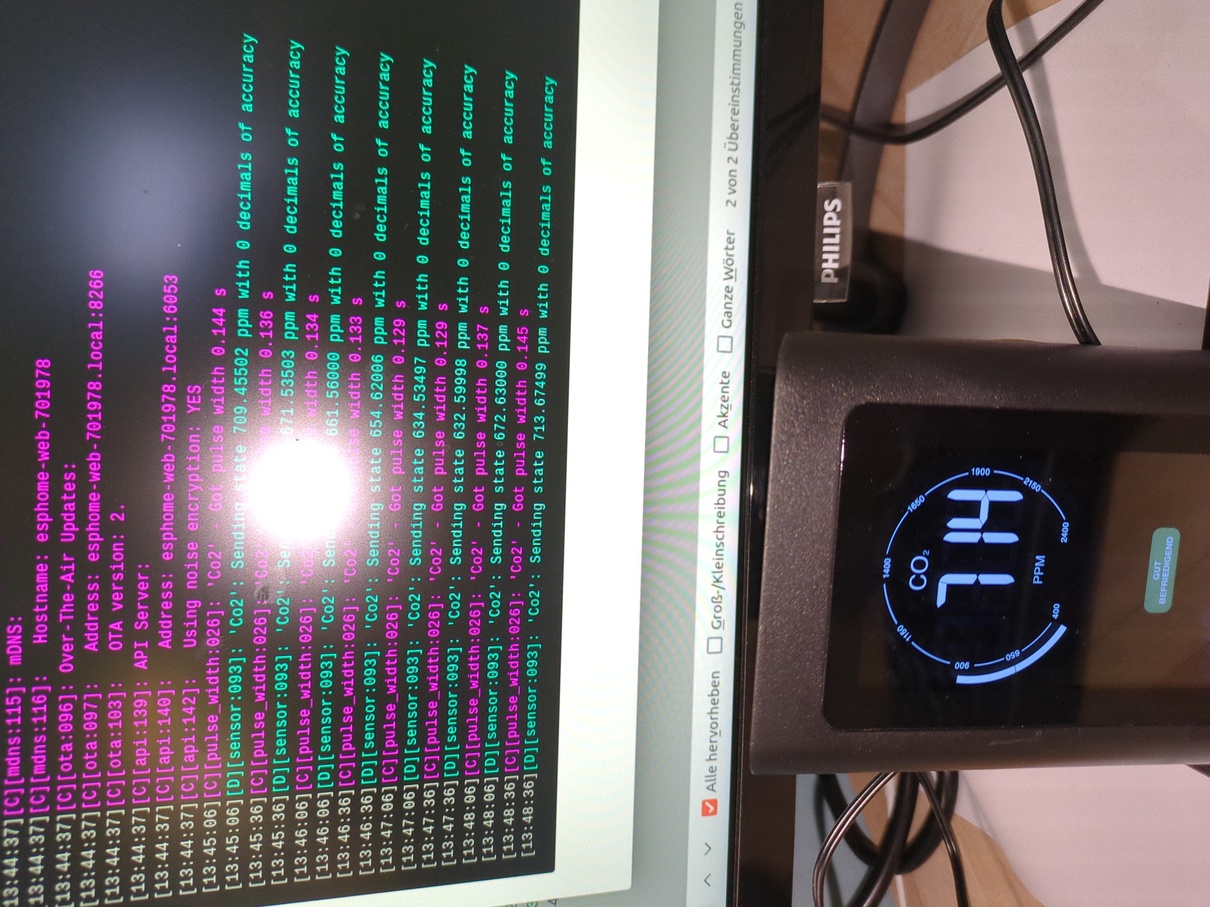 [13:44:37][C][mdns:115]: mDNS:
[13:44:37][C][mdns:116]:   Hostname: esphome-web-701978
[13:44:37][C][ota:096]: Over-The-Air Updates:
[13:44:37][C][ota:097]:   Address: esphome-web-701978.local:8266
[13:44:37][C][ota:103]:   OTA version: 2.
[13:44:37][C][api:139]: API Server:
[13:44:37][C][api:140]:   Address: esphome-web-701978.local:6053
[13:44:37][C][api:142]:   Using noise encryption: YES
[13:45:06][C][pulse_width:026]: 'Co2' - Got pulse width 0.144 s
[13:45:06][D][sensor:093]: 'Co2': Sending state 709.45502 ppm with 0 decimals of accuracy
[13:45:36][C][pulse_width:026]: 'Co2' width 0.136 s
[13:45:36][D][sensor:093]: 'Co2': 671.53503 ppm with 0 decimals of accuracy
[13:46:06][C][pulse_width:026]: 'Co2' width 0.134 s
[13:46:06][D][sensor:093]: 'Co2': 661.56000 ppm with 0 decimals of accuracy
[13:46:36][C][pulse_width:026]: 'Co2' width 0.133 s
[13:46:36][D][sensor:093]: 'Co2': Sending state 654.62006 ppm with 0 decimals of accuracy
[13:47:06][C][pulse_width:026]: 'Co2' - Got pulse width 0.129 s
[13:47:06][D][sensor:093]: 'Co2': Sending state 634.53497 ppm with 0 decimals of accuracy
[13:47:36][C][pulse_width:026]: 'Co2' - Got pulse width 0.129 s
[13:47:36][D][sensor:093]: 'Co2': Sending state 632.59998 ppm with 0 decimals of accuracy
[13:48:06][C][pulse_width:026]: 'Co2' - Got pulse width 0.137 s
[13:48:06][D][sensor:093]: 'Co2': Sending state 672.63000 ppm with 0 decimals of accuracy
[13:48:36][C][pulse_width:026]: 'Co2' - Got pulse width 0.145 s
[13:48:36][D][sensor:093]: 'Co2': Sending state 713.67499 ppm with 0 decimals of accuracy
Alle hervorheben Groß-/Kleinschreibung Akzente Ganze Wörter 2 von 2 Übereinstimmungen
PHILIPS
1400
1150
1650
CO₂
714
900
1900
650
2150
PPM
400
2400
GUT
BEFRIEDIGEND